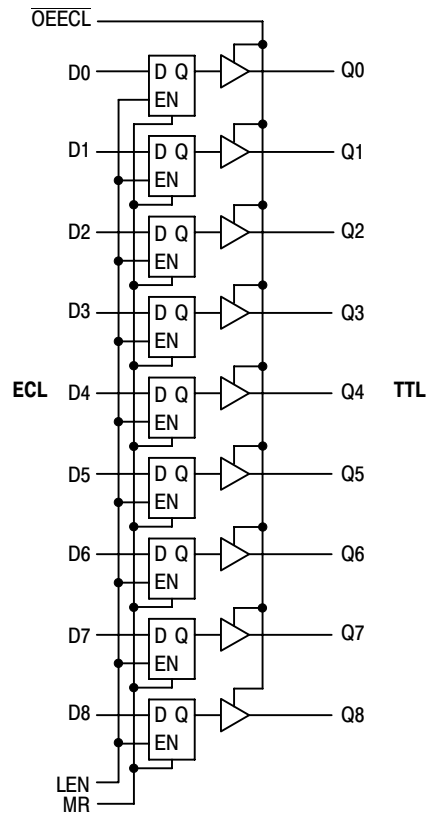 OEECL
D0 D Q Q0
EN
D1 D Q Q1
EN
D2 D Q Q2
EN
D3 D Q Q3
EN
ECL D4 D Q Q4 TTL
EN
D5 D Q Q5
EN
D6 D Q Q6
EN
D7 D Q Q7
EN
D8 D Q Q8
EN
LEN
MR